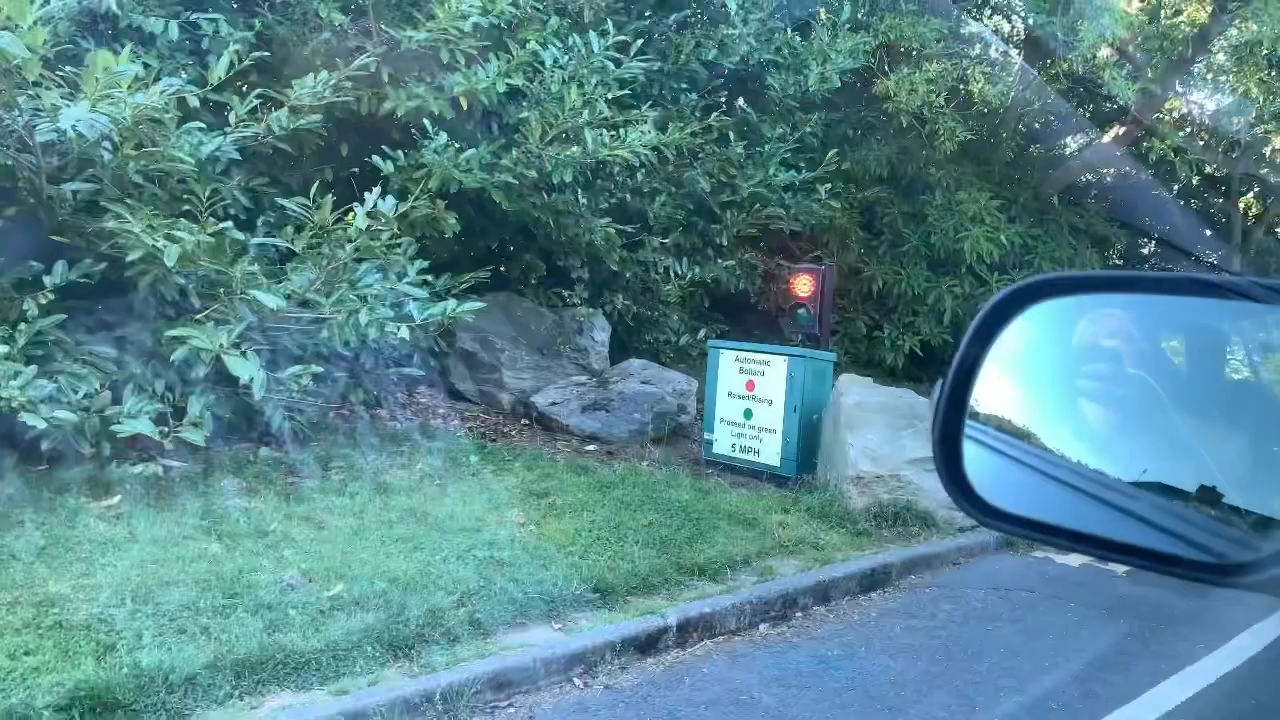 Automatic
Bollard
Raised/Rising
Proceed on green
Light only
5 MPH